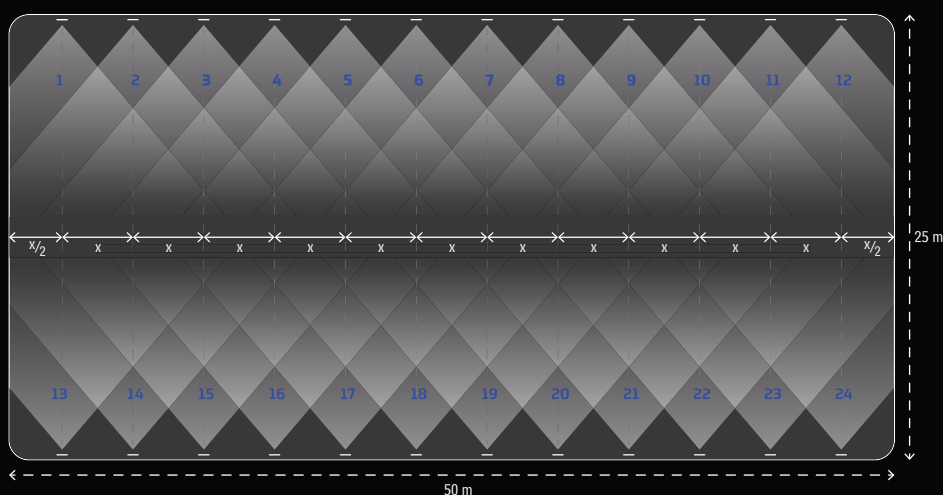 1 2 3 4 5 6 7 8 9 10 11 12
x/2 x x x x x x x x x x x x/2
25 m
13 14 15 16 17 18 19 20 21 22 23 24
50 m